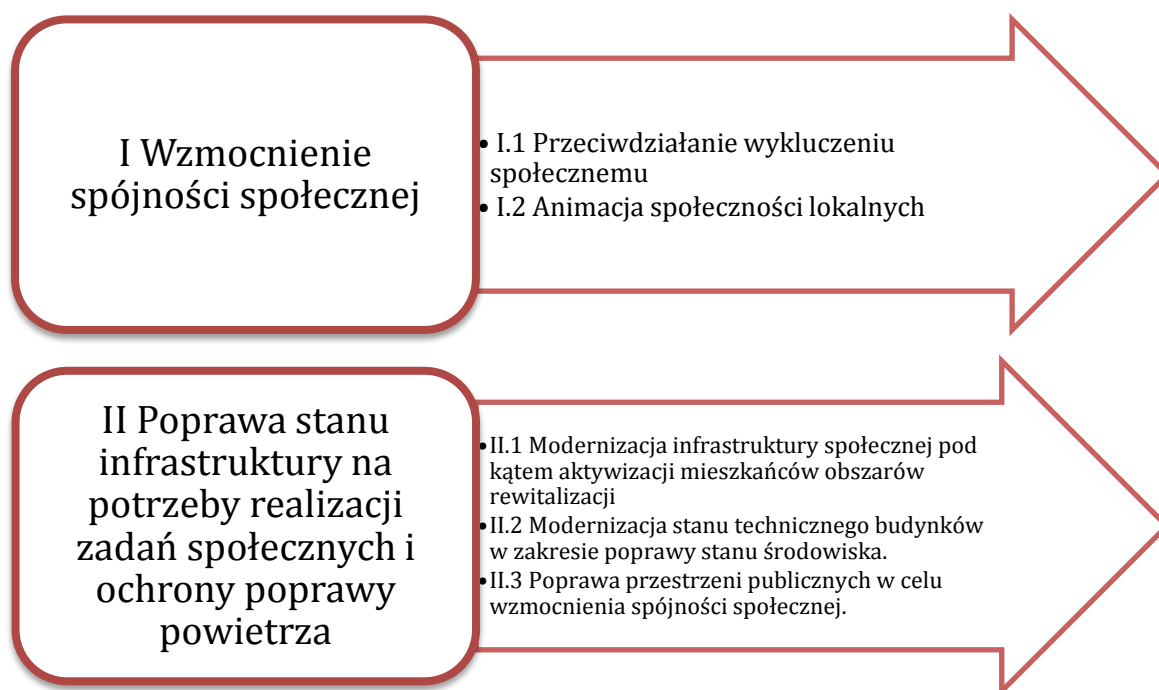 I Wzmocnienie
spójności społecznej
• I.1 Przeciwdziałanie wykluczeniu
społecznemu
• I.2 Animacja społeczności lokalnych
II Poprawa stanu
infrastruktury na
potrzeby realizacji
zadań społecznych i
ochrony poprawy
powietrza
•II.1 Modernizacja infrastruktury społecznej pod
kątem aktywizacji mieszkańców obszarów
rewitalizacji
•II.2 Modernizacja stanu technicznego budynków
w zakresie poprawy stanu środowiska.
•II.3 Poprawa przestrzeni publicznych w celu
wzmocnienia spójności społecznej.